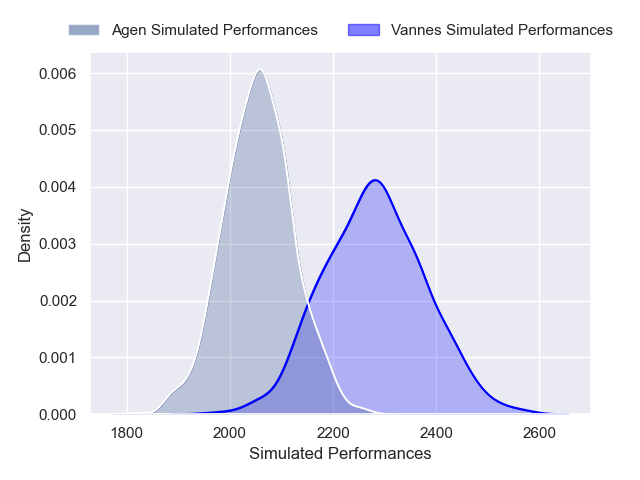 Agen Simulated Performances Vannes Simulated Performances
0.006
0.005
0.004
0.003
0.002
0.001
0.000
Density
1800 2000 2200 2400 2600
Simulated Performances